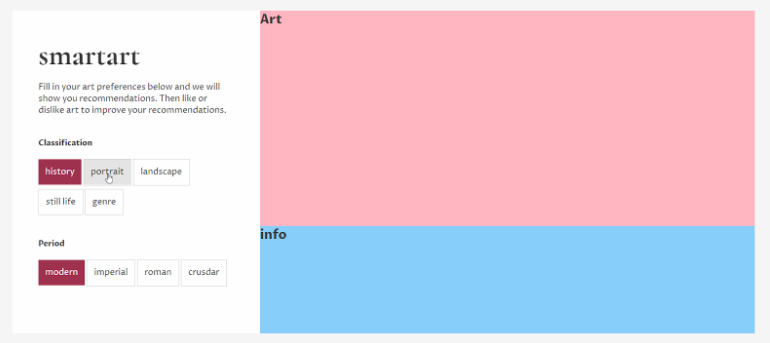 smartart
Fill in your art preferences below and we will
show you recommendations. Then like or
dislike art to improve your recommendations.
Classification
history portrait landscape
still life genre
Period
modern imperial roman crusdar
Art
info